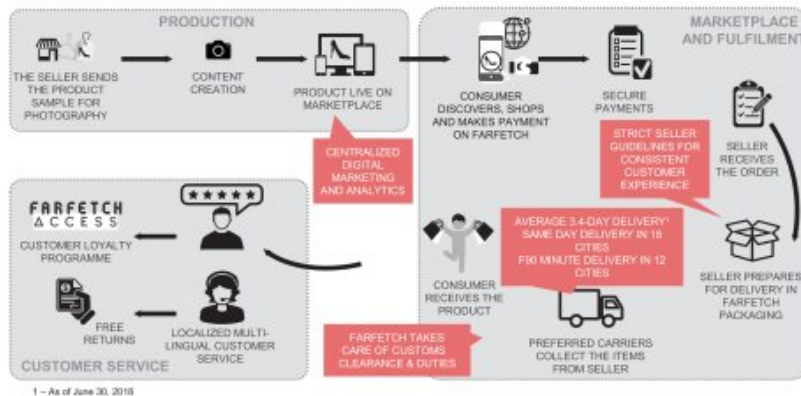 PRODUCTION
THE SELLER SENDS
THE PRODUCT
SAMPLE FOR
PHOTOGRAPHY
CONTENT
CREATION
PRODUCT LIVE ON
MARKETPLACE
CENTRALIZED
DIGITAL
MARKETING
AND ANALYTICS
MARKETPLACE
AND FULFILMENT
CONSUMER
DISCOVERS, SHOPS
AND MAKES PAYMENT
ON FARFETCH
SECURE
PAYMENTS
SELLER
RECEIVES
THE ORDER
STRICT SELLER
GUIDELINES FOR
CONSISTENT
CUSTOMER
EXPERIENCE
SELLER PREPARES
FOR DELIVERY IN
FARFETCH
PACKAGING
AVERAGE 3.4-DAY DELIVERY¹
SAME DAY DELIVERY IN 18
CITIES
F90 MINUTE DELIVERY IN 12
CITIES
PREFERRED CARRIERS
COLLECT THE ITEMS
FROM SELLER
FARFETCH TAKES
CARE OF CUSTOMS
CLEARANCE & DUTIES
CONSUMER
RECEIVES THE
PRODUCT
FARFETCH
ACCESS
CUSTOMER LOYALTY
PROGRAMME
FREE
RETURNS
LOCALIZED MULTI-
LINGUAL CUSTOMER
SERVICE
CUSTOMER SERVICE
1 – As of June 30, 2018